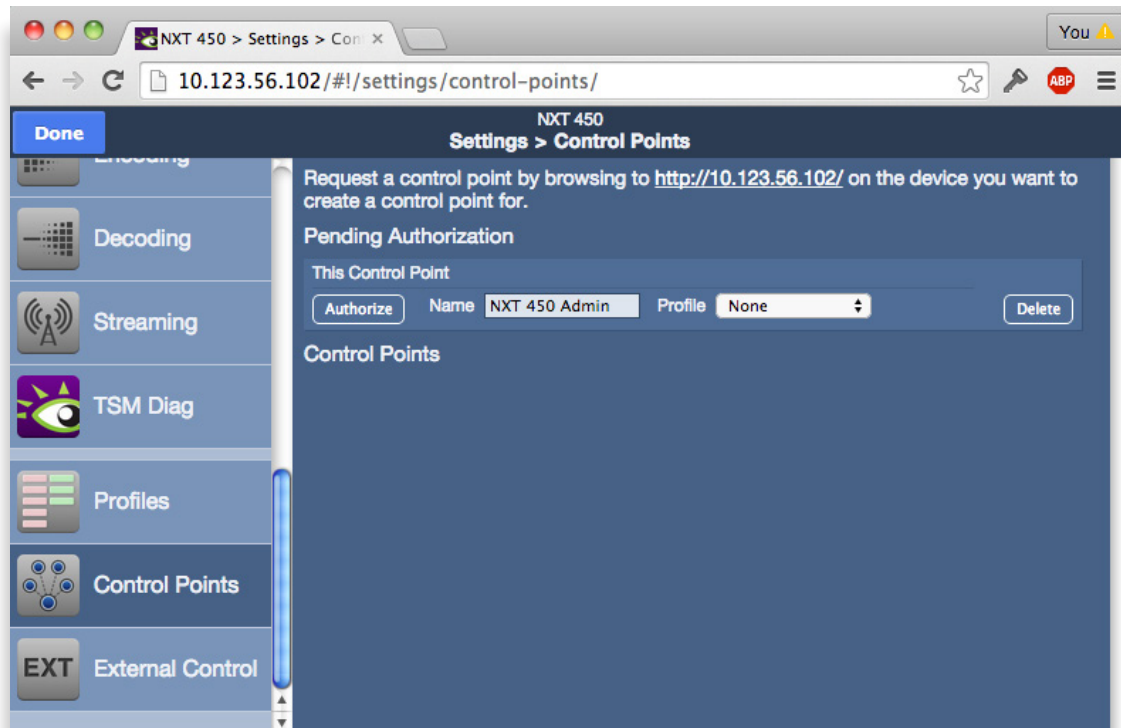 NXT 450 > Settings > Con
You
10.123.56.102/#!/settings/control-points/
ABP
Done
NXT 450
Settings > Control Points
Encoding
Decoding
Streaming
TSM Diag
Profiles
Control Points
EXT
External Control
Request a control point by browsing to http://10.123.56.102/ on the device you want to
create a control point for.
Pending Authorization
This Control Point
Authorize Name NXT 450 Admin Profile None Delete
Control Points